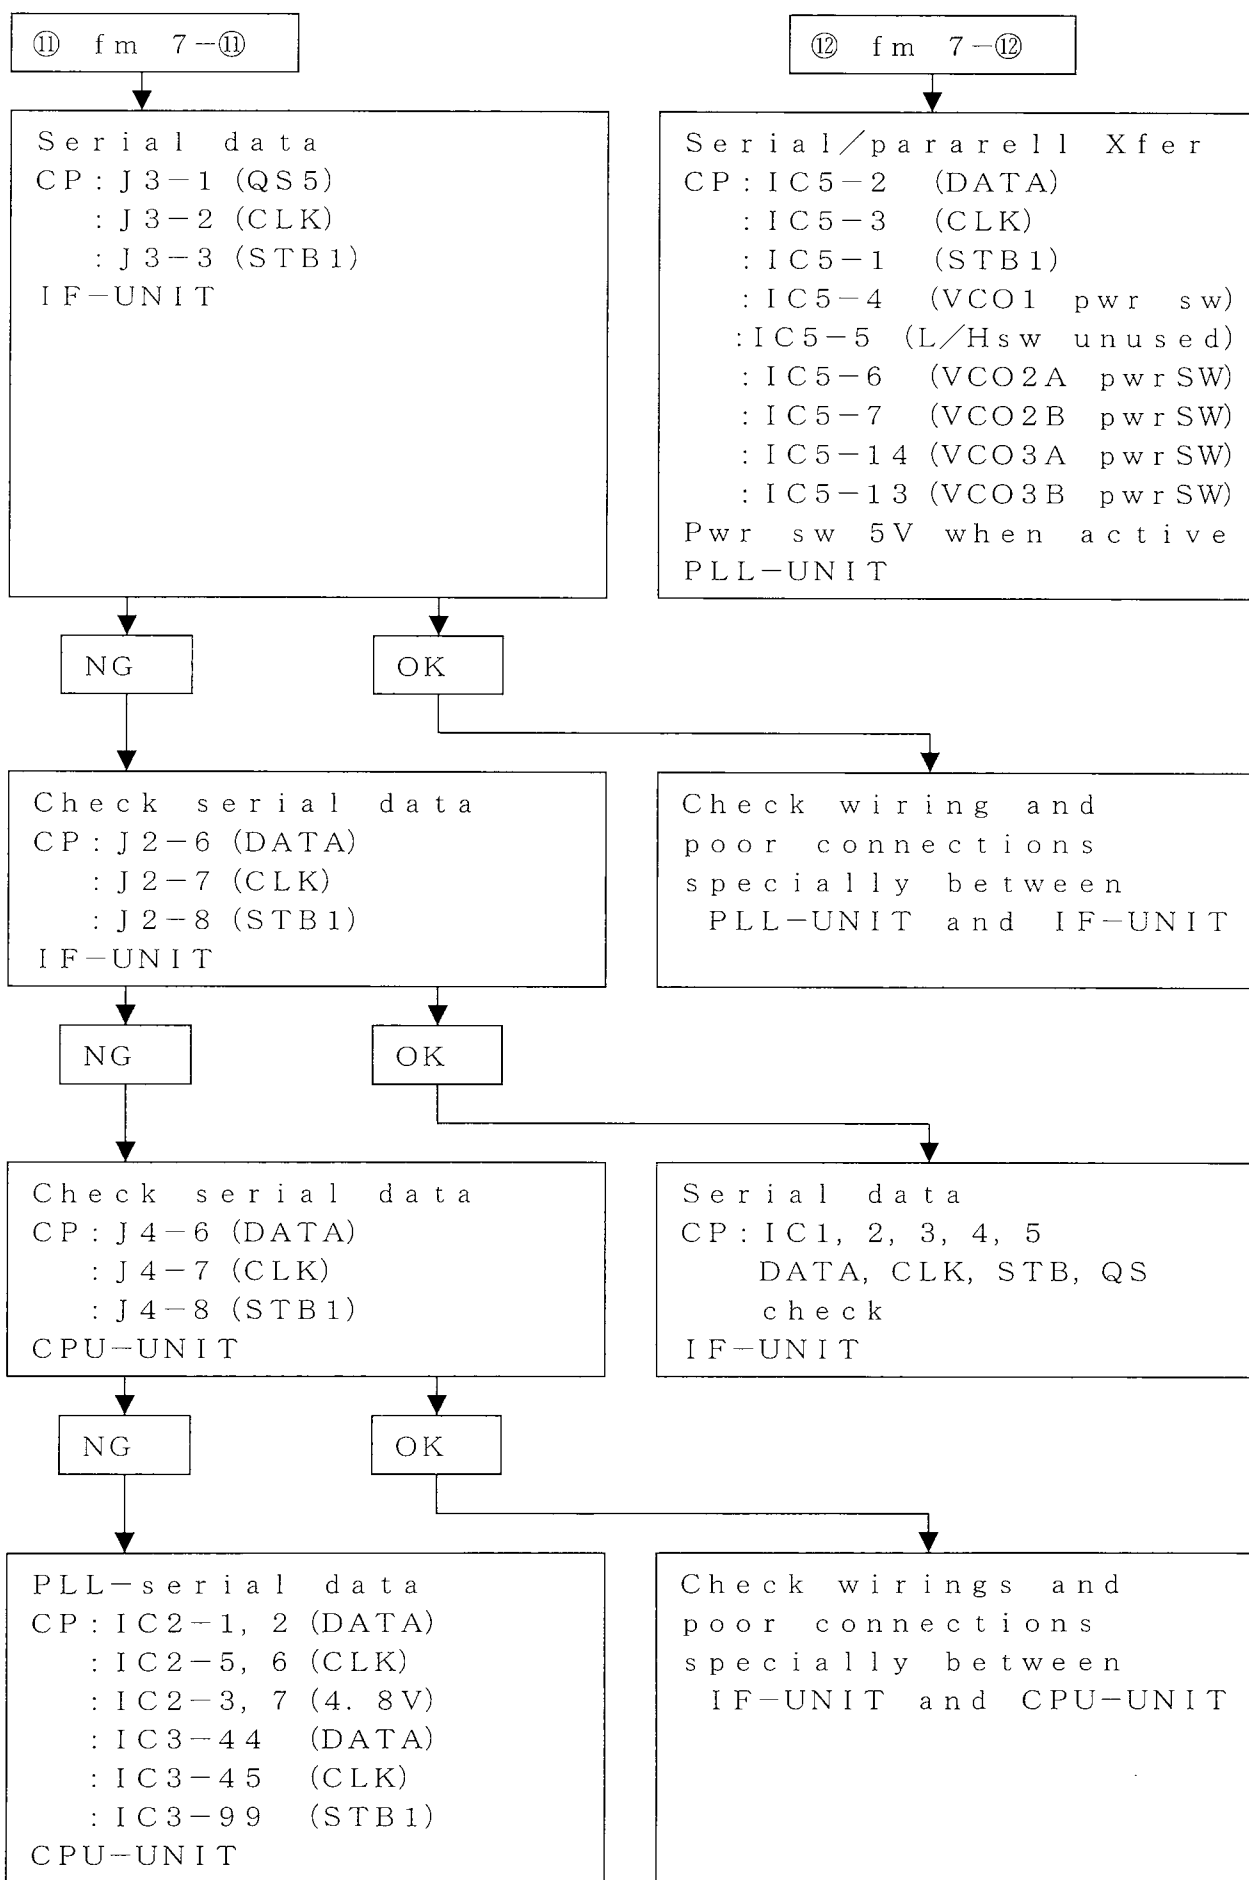 ⑪ fm 7-⑪
Serial data
CP: J3-1 (QS5)
: J3-2 (CLK)
: J3-3 (STB1)
IF-UNIT
⑫ fm 7-⑫
Serial/pararell Xfer
CP: IC5-2 (DATA)
: IC5-3 (CLK)
: IC5-1 (STB1)
: IC5-4 (VCO1 pwr sw)
: IC5-5 (L/Hsw unused)
: IC5-6 (VCO2A pwrSW)
: IC5-7 (VCO2B pwrSW)
: IC5-14 (VCO3A pwrSW)
: IC5-13 (VCO3B pwrSW)
Pwr sw 5V when active
PLL-UNIT
NG
OK
Check serial data
CP: J2-6 (DATA)
: J2-7 (CLK)
: J2-8 (STB1)
IF-UNIT
Check wiring and
poor connections
specially between
PLL-UNIT and IF-UNIT
NG
OK
Check serial data
CP: J4-6 (DATA)
: J4-7 (CLK)
: J4-8 (STB1)
CPU-UNIT
Serial data
CP: IC1, 2, 3, 4, 5
DATA, CLK, STB, QS
check
IF-UNIT
NG
OK
PLL-serial data
CP: IC2-1, 2 (DATA)
: IC2-5, 6 (CLK)
: IC2-3, 7 (4. 8V)
: IC3-44 (DATA)
: IC3-45 (CLK)
: IC3-99 (STB1)
CPU-UNIT
Check wirings and
poor connections
specially between
IF-UNIT and CPU-UNIT